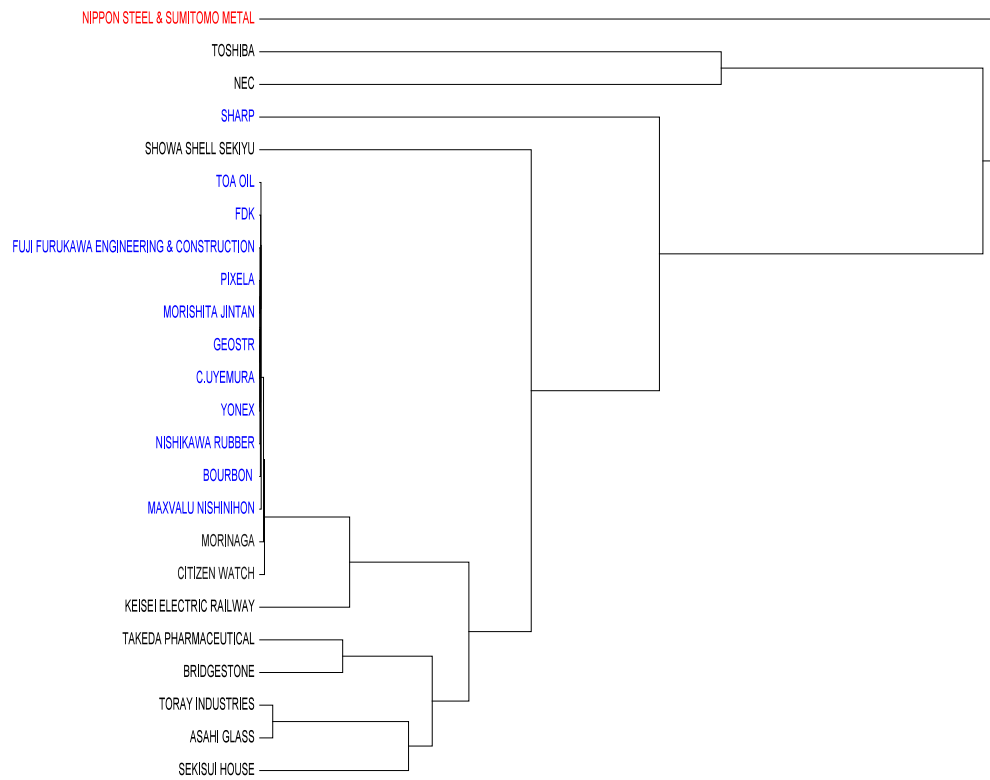 NIPPON STEEL & SUMITOMO METAL
TOSHIBA
NEC
SHARP
SHOWA SHELL SEKIYU
TOA OIL
FDK
FUJI FURUKAWA ENGINEERING & CONSTRUCTION
PIXELA
MORISHITA JINTAN
GEOSTR
C.UYEMURA
YONEX
NISHIKAWA RUBBER
BOURBON
MAXVALU NISHINIHON
MORINAGA
CITIZEN WATCH
KEISEI ELECTRIC RAILWAY
TAKEDA PHARMACEUTICAL
BRIDGESTONE
TORAY INDUSTRIES
ASAHI GLASS
SEKISUI HOUSE